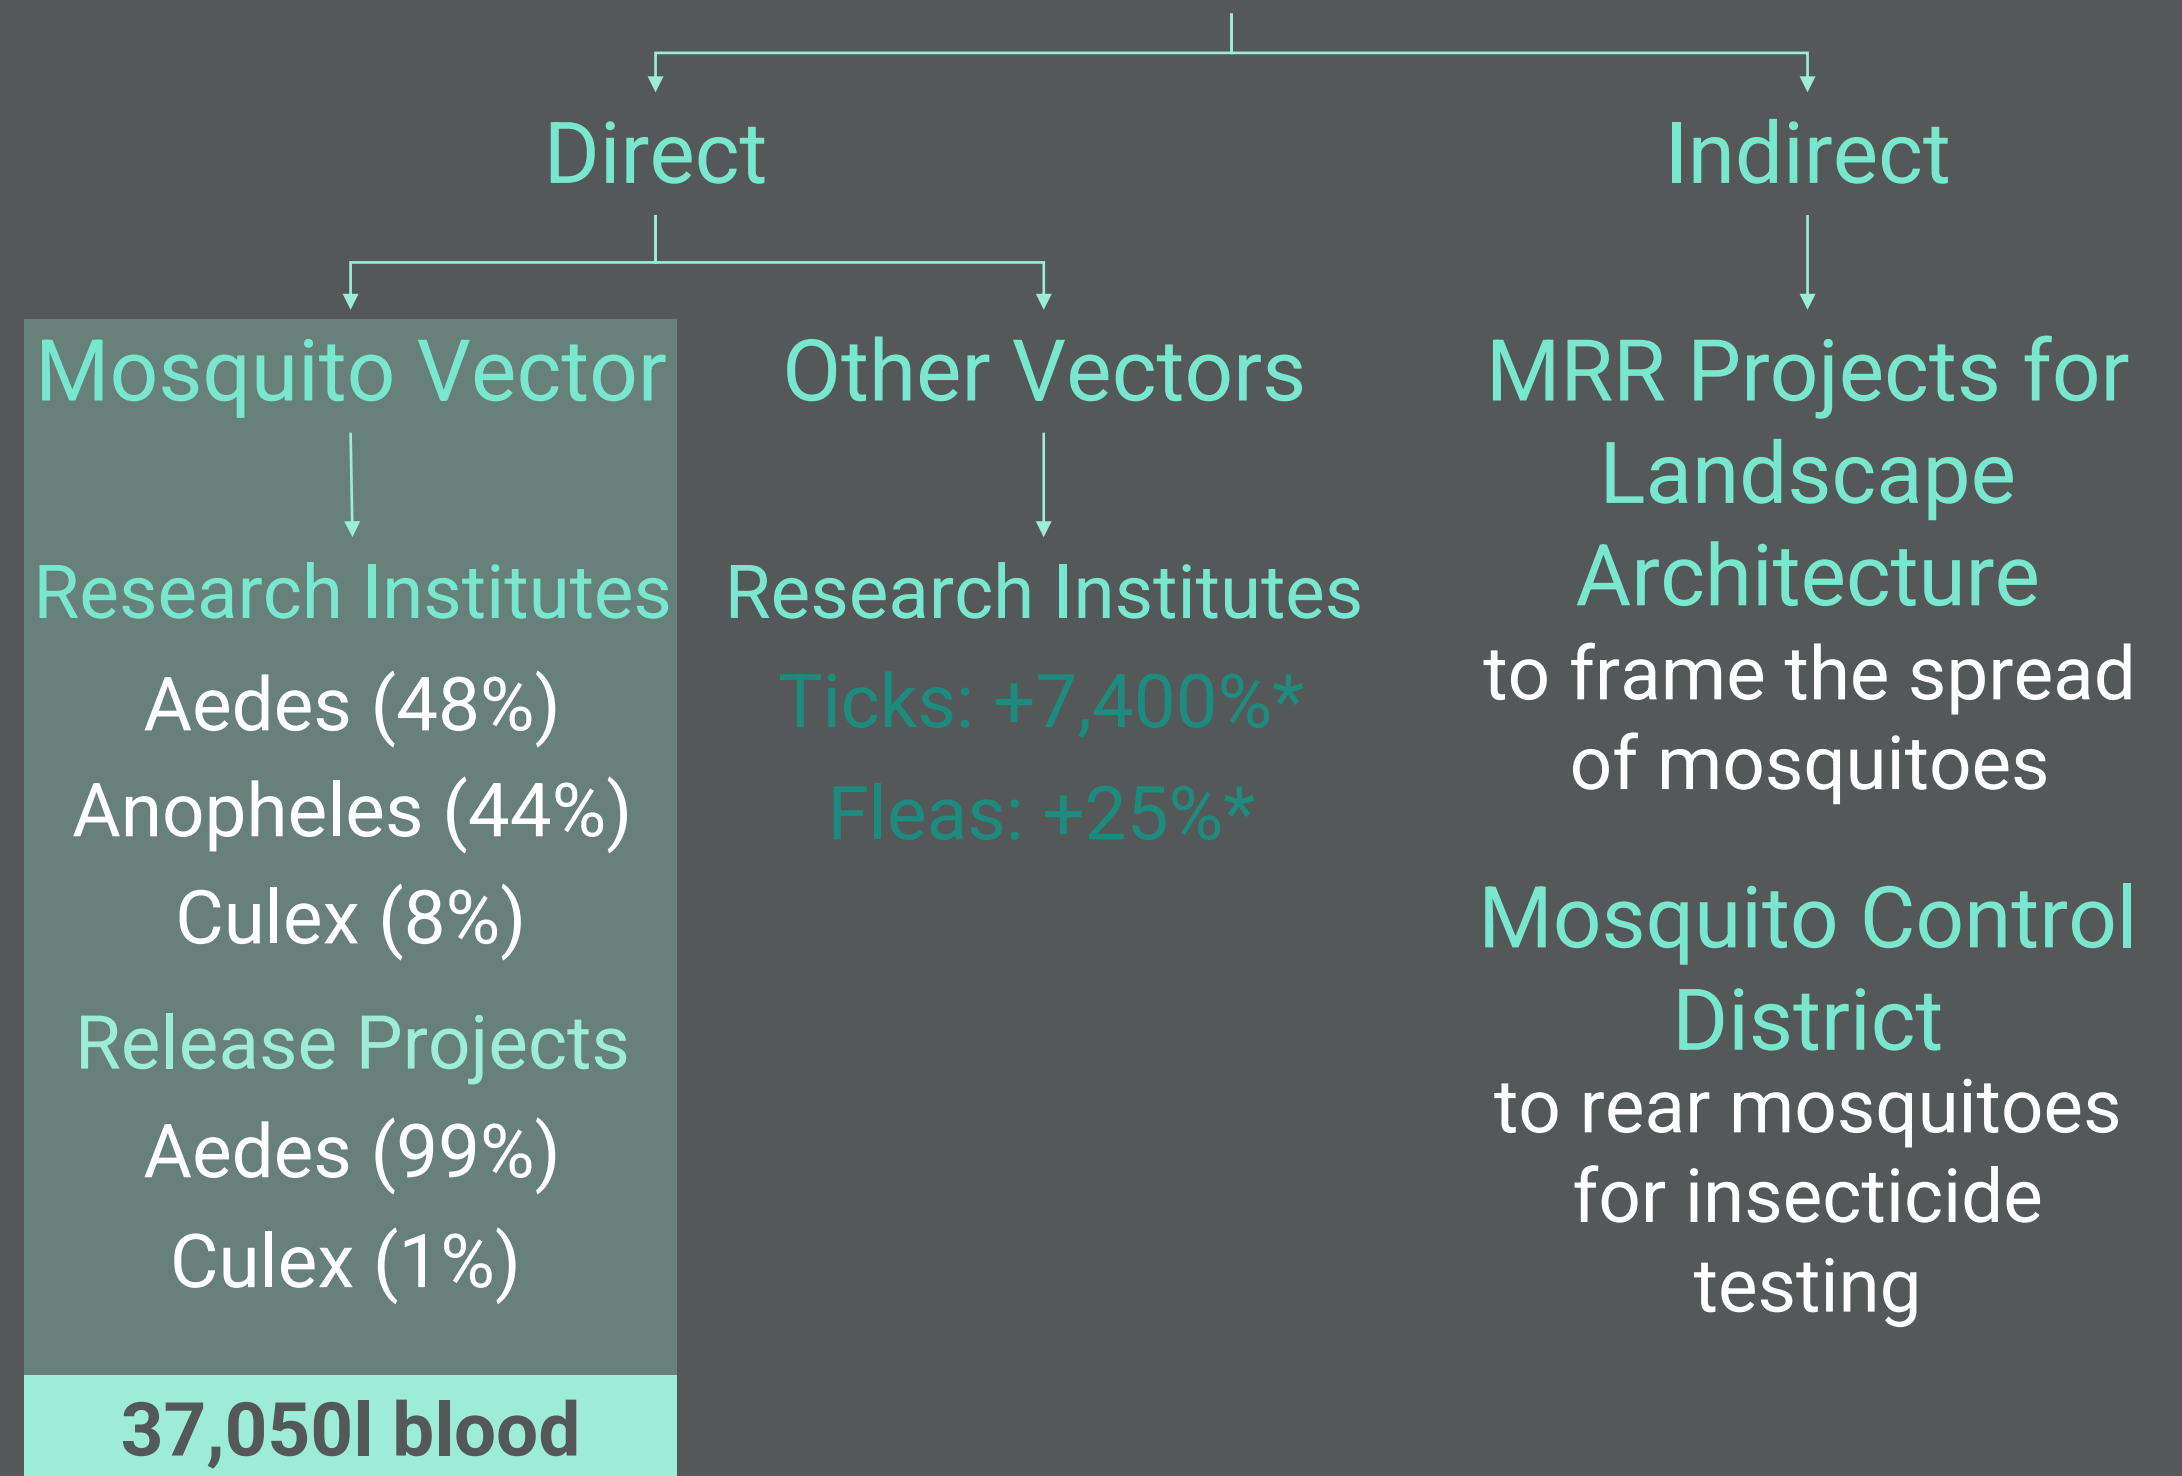 Direct
Indirect
Mosquito Vector
Research Institutes
Aedes (48%)
Anopheles (44%)
Culex (8%)
Release Projects
Aedes (99%)
Culex (1%)
37,050l blood
Other Vectors
Research Institutes
Ticks: +7,400%*
Fleas: +25%*
MRR Projects for
Landscape
Architecture
to frame the spread
of mosquitoes
Mosquito Control
District
to rear mosquitoes
for insecticide
testing